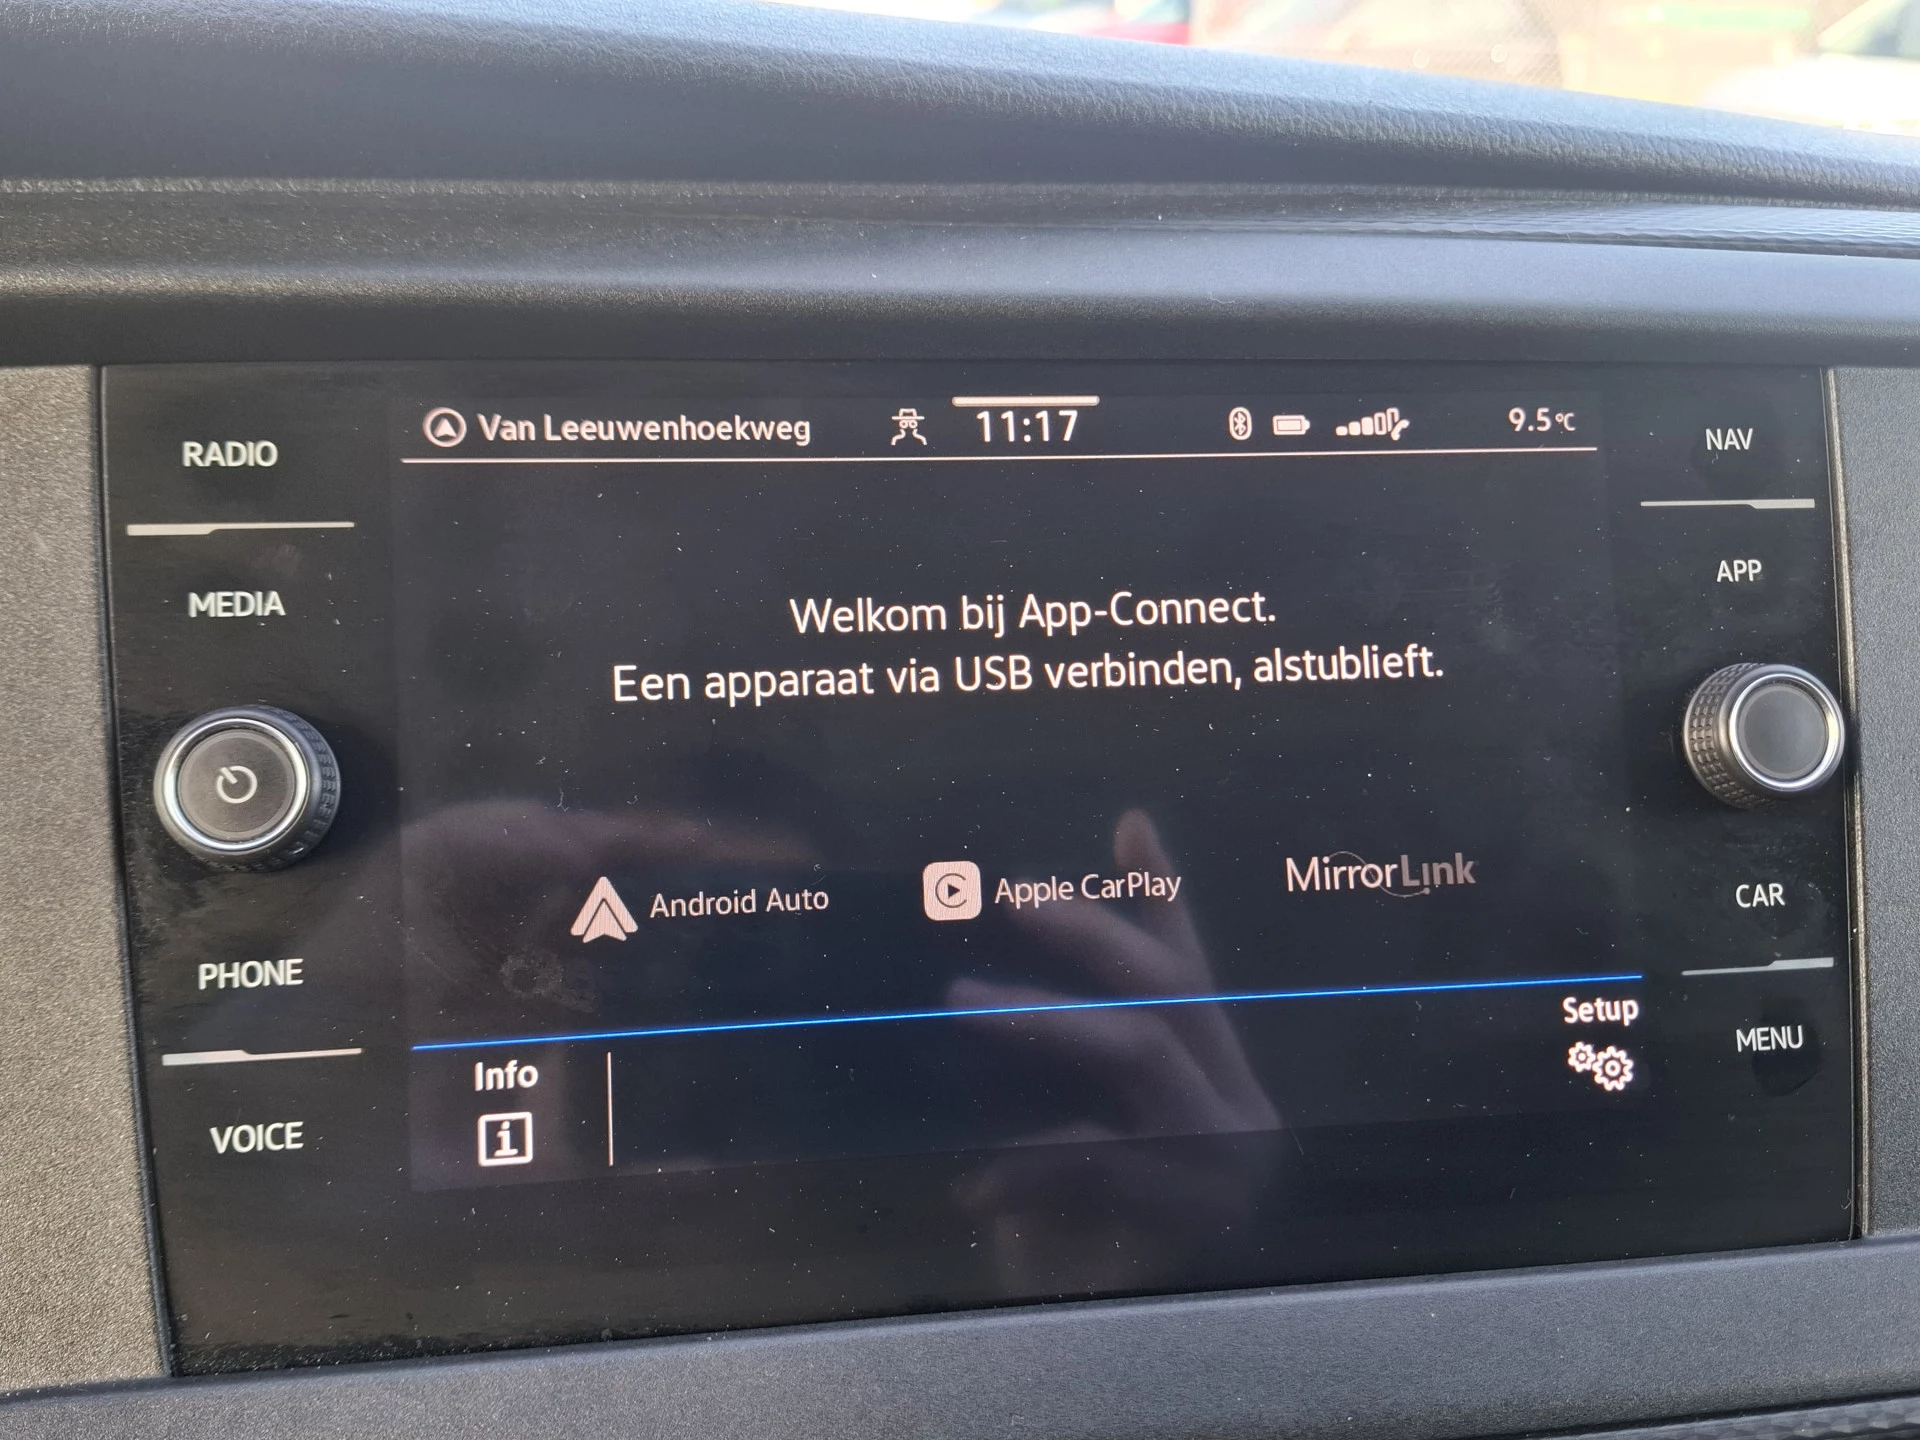 RADIO
MEDIA
PHONE
VOICE
Van Leeuwenhoekweg 11:17 9.5°C
Welkom bij App-Connect.
Een apparaat via USB verbinden, alstublieft.
Android Auto Apple CarPlay MirrorLink
Info
Setup
NAV
APP
CAR
MENU